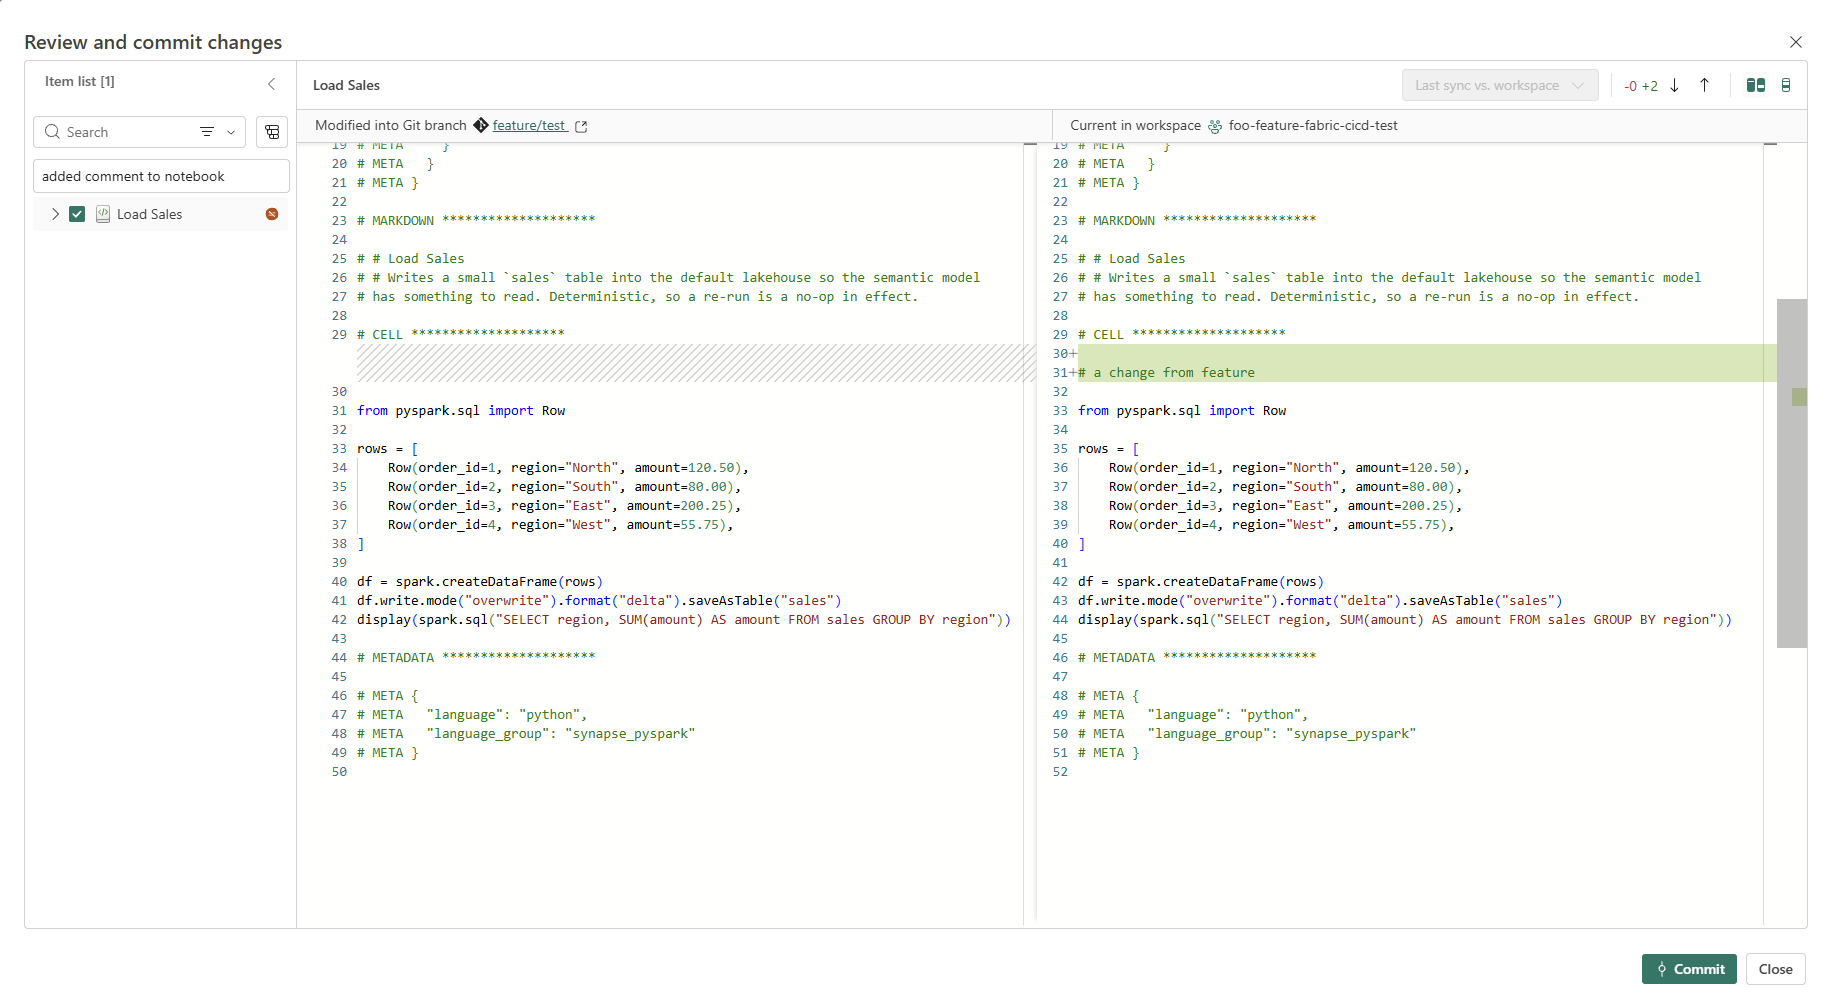 Review and commit changes
Item list [1]
Search
added comment to notebook
Load Sales
Load Sales
Last sync vs. workspace
-0 +2
Modified into Git branch feature/test
Current in workspace foo-feature-fabric-cicd-test
19 # META     }
20 # META   }
21 # META }
22
23 # MARKDOWN ********************
24
25 # # Load Sales
26 # # Writes a small `sales` table into the default lakehouse so the semantic model
27 # has something to read. Deterministic, so a re-run is a no-op in effect.
28
29 # CELL ********************
30
31 from pyspark.sql import Row
32
33 rows = [
34     Row(order_id=1, region="North", amount=120.50),
35     Row(order_id=2, region="South", amount=80.00),
36     Row(order_id=3, region="East", amount=200.25),
37     Row(order_id=4, region="West", amount=55.75),
38 ]
39
40 df = spark.createDataFrame(rows)
41 df.write.mode("overwrite").format("delta").saveAsTable("sales")
42 display(spark.sql("SELECT region, SUM(amount) AS amount FROM sales GROUP BY region"))
43
44 # METADATA ********************
45
46 # META {
47 # META   "language": "python",
48 # META   "language_group": "synapse_pyspark"
49 # META }
50
19 # META     }
20 # META   }
21 # META }
22
23 # MARKDOWN ********************
24
25 # # Load Sales
26 # # Writes a small `sales` table into the default lakehouse so the semantic model
27 # has something to read. Deterministic, so a re-run is a no-op in effect.
28
29 # CELL ********************
30+
31+# a change from feature
32
33 from pyspark.sql import Row
34
35 rows = [
36     Row(order_id=1, region="North", amount=120.50),
37     Row(order_id=2, region="South", amount=80.00),
38     Row(order_id=3, region="East", amount=200.25),
39     Row(order_id=4, region="West", amount=55.75),
40 ]
41
42 df = spark.createDataFrame(rows)
43 df.write.mode("overwrite").format("delta").saveAsTable("sales")
44 display(spark.sql("SELECT region, SUM(amount) AS amount FROM sales GROUP BY region"))
45
46 # METADATA ********************
47
48 # META {
49 # META   "language": "python",
50 # META   "language_group": "synapse_pyspark"
51 # META }
52
Commit
Close